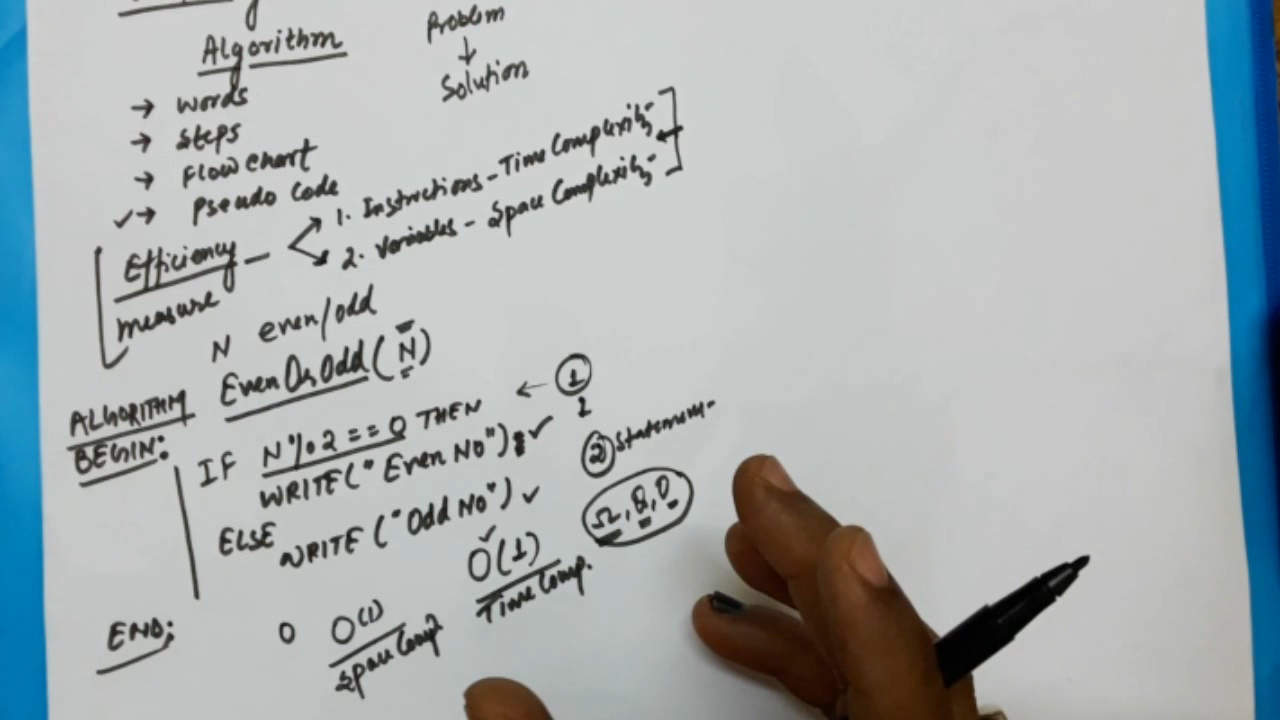 Algorithm
Problem
↓
Solution
→ Words
→ Steps
→ Flow chart
✓→ Pseudo Code
Efficiency measure
1. Instructions - Time Complexity
2. Variables - Space Complexity
N even/odd
ALGORITHM EvenOrOdd(N)
BEGIN:
IF N%2==0 THEN ← 1
1
WRITE("Even No"); ✓
2 Statement
ELSE
WRITE("Odd No") ✓
Ω, θ, O
O(1)
Time Comp.
END;
0 O(1)
Space Comp